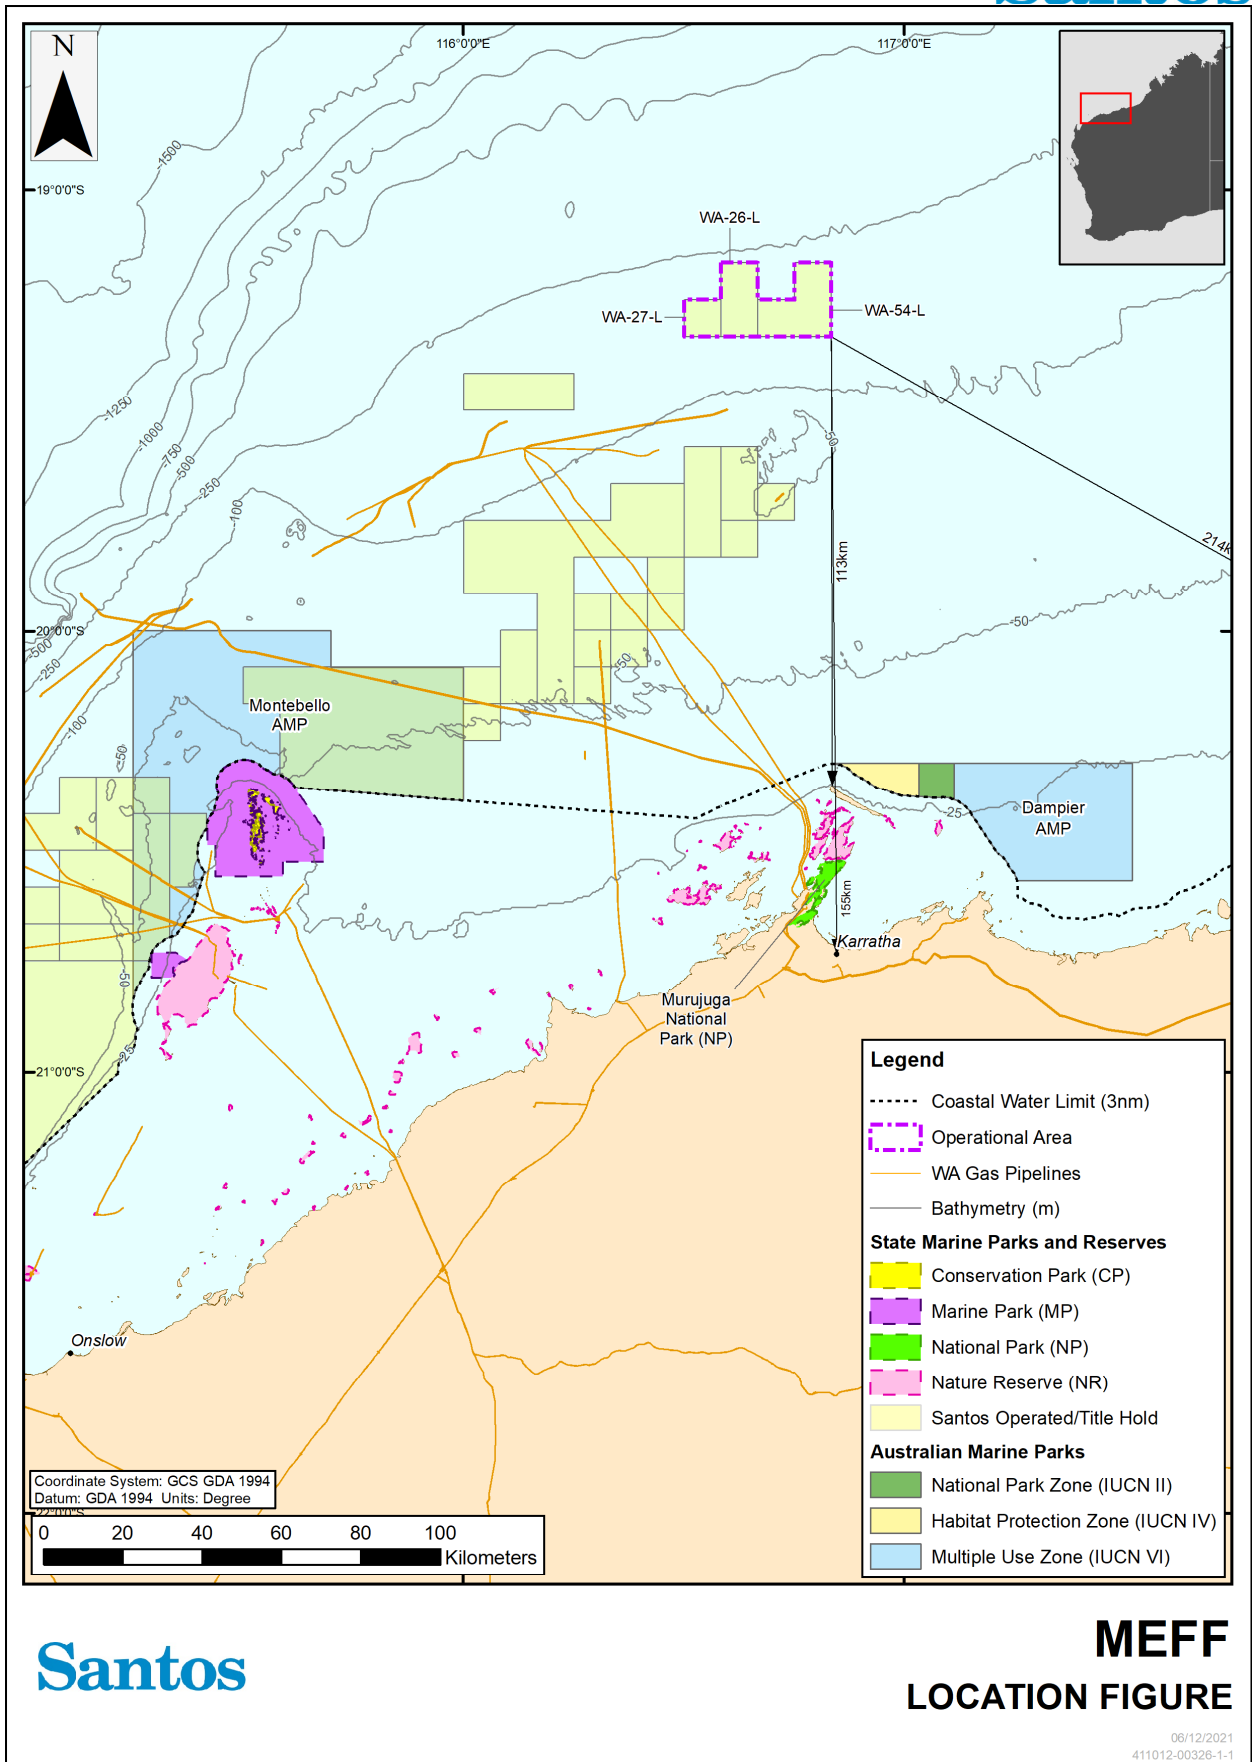 Santos
N
116°0'0"E
117°0'0"E
-1500
19°0'0"S
WA-26-L
WA-27-L
WA-54-L
-1250
-1000
-750
-500
-250
-100
-50
113km
214k
20°0'0"S
-500
-250
-50
-50
-100
-50
Montebello
AMP
Dampier
AMP
-25
155km
Karratha
-50
Murujuga
National
Park (NP)
-25
21°0'0"S
Onslow
Legend
Coastal Water Limit (3nm)
Operational Area
WA Gas Pipelines
Bathymetry (m)
State Marine Parks and Reserves
Conservation Park (CP)
Marine Park (MP)
National Park (NP)
Nature Reserve (NR)
Santos Operated/Title Hold
Australian Marine Parks
National Park Zone (IUCN II)
Habitat Protection Zone (IUCN IV)
Multiple Use Zone (IUCN VI)
Coordinate System: GCS GDA 1994
Datum: GDA 1994 Units: Degree
22°0'0"S
0 20 40 60 80 100
Kilometers
Santos
MEFF
LOCATION FIGURE
06/12/2021
411012-00326-1-1